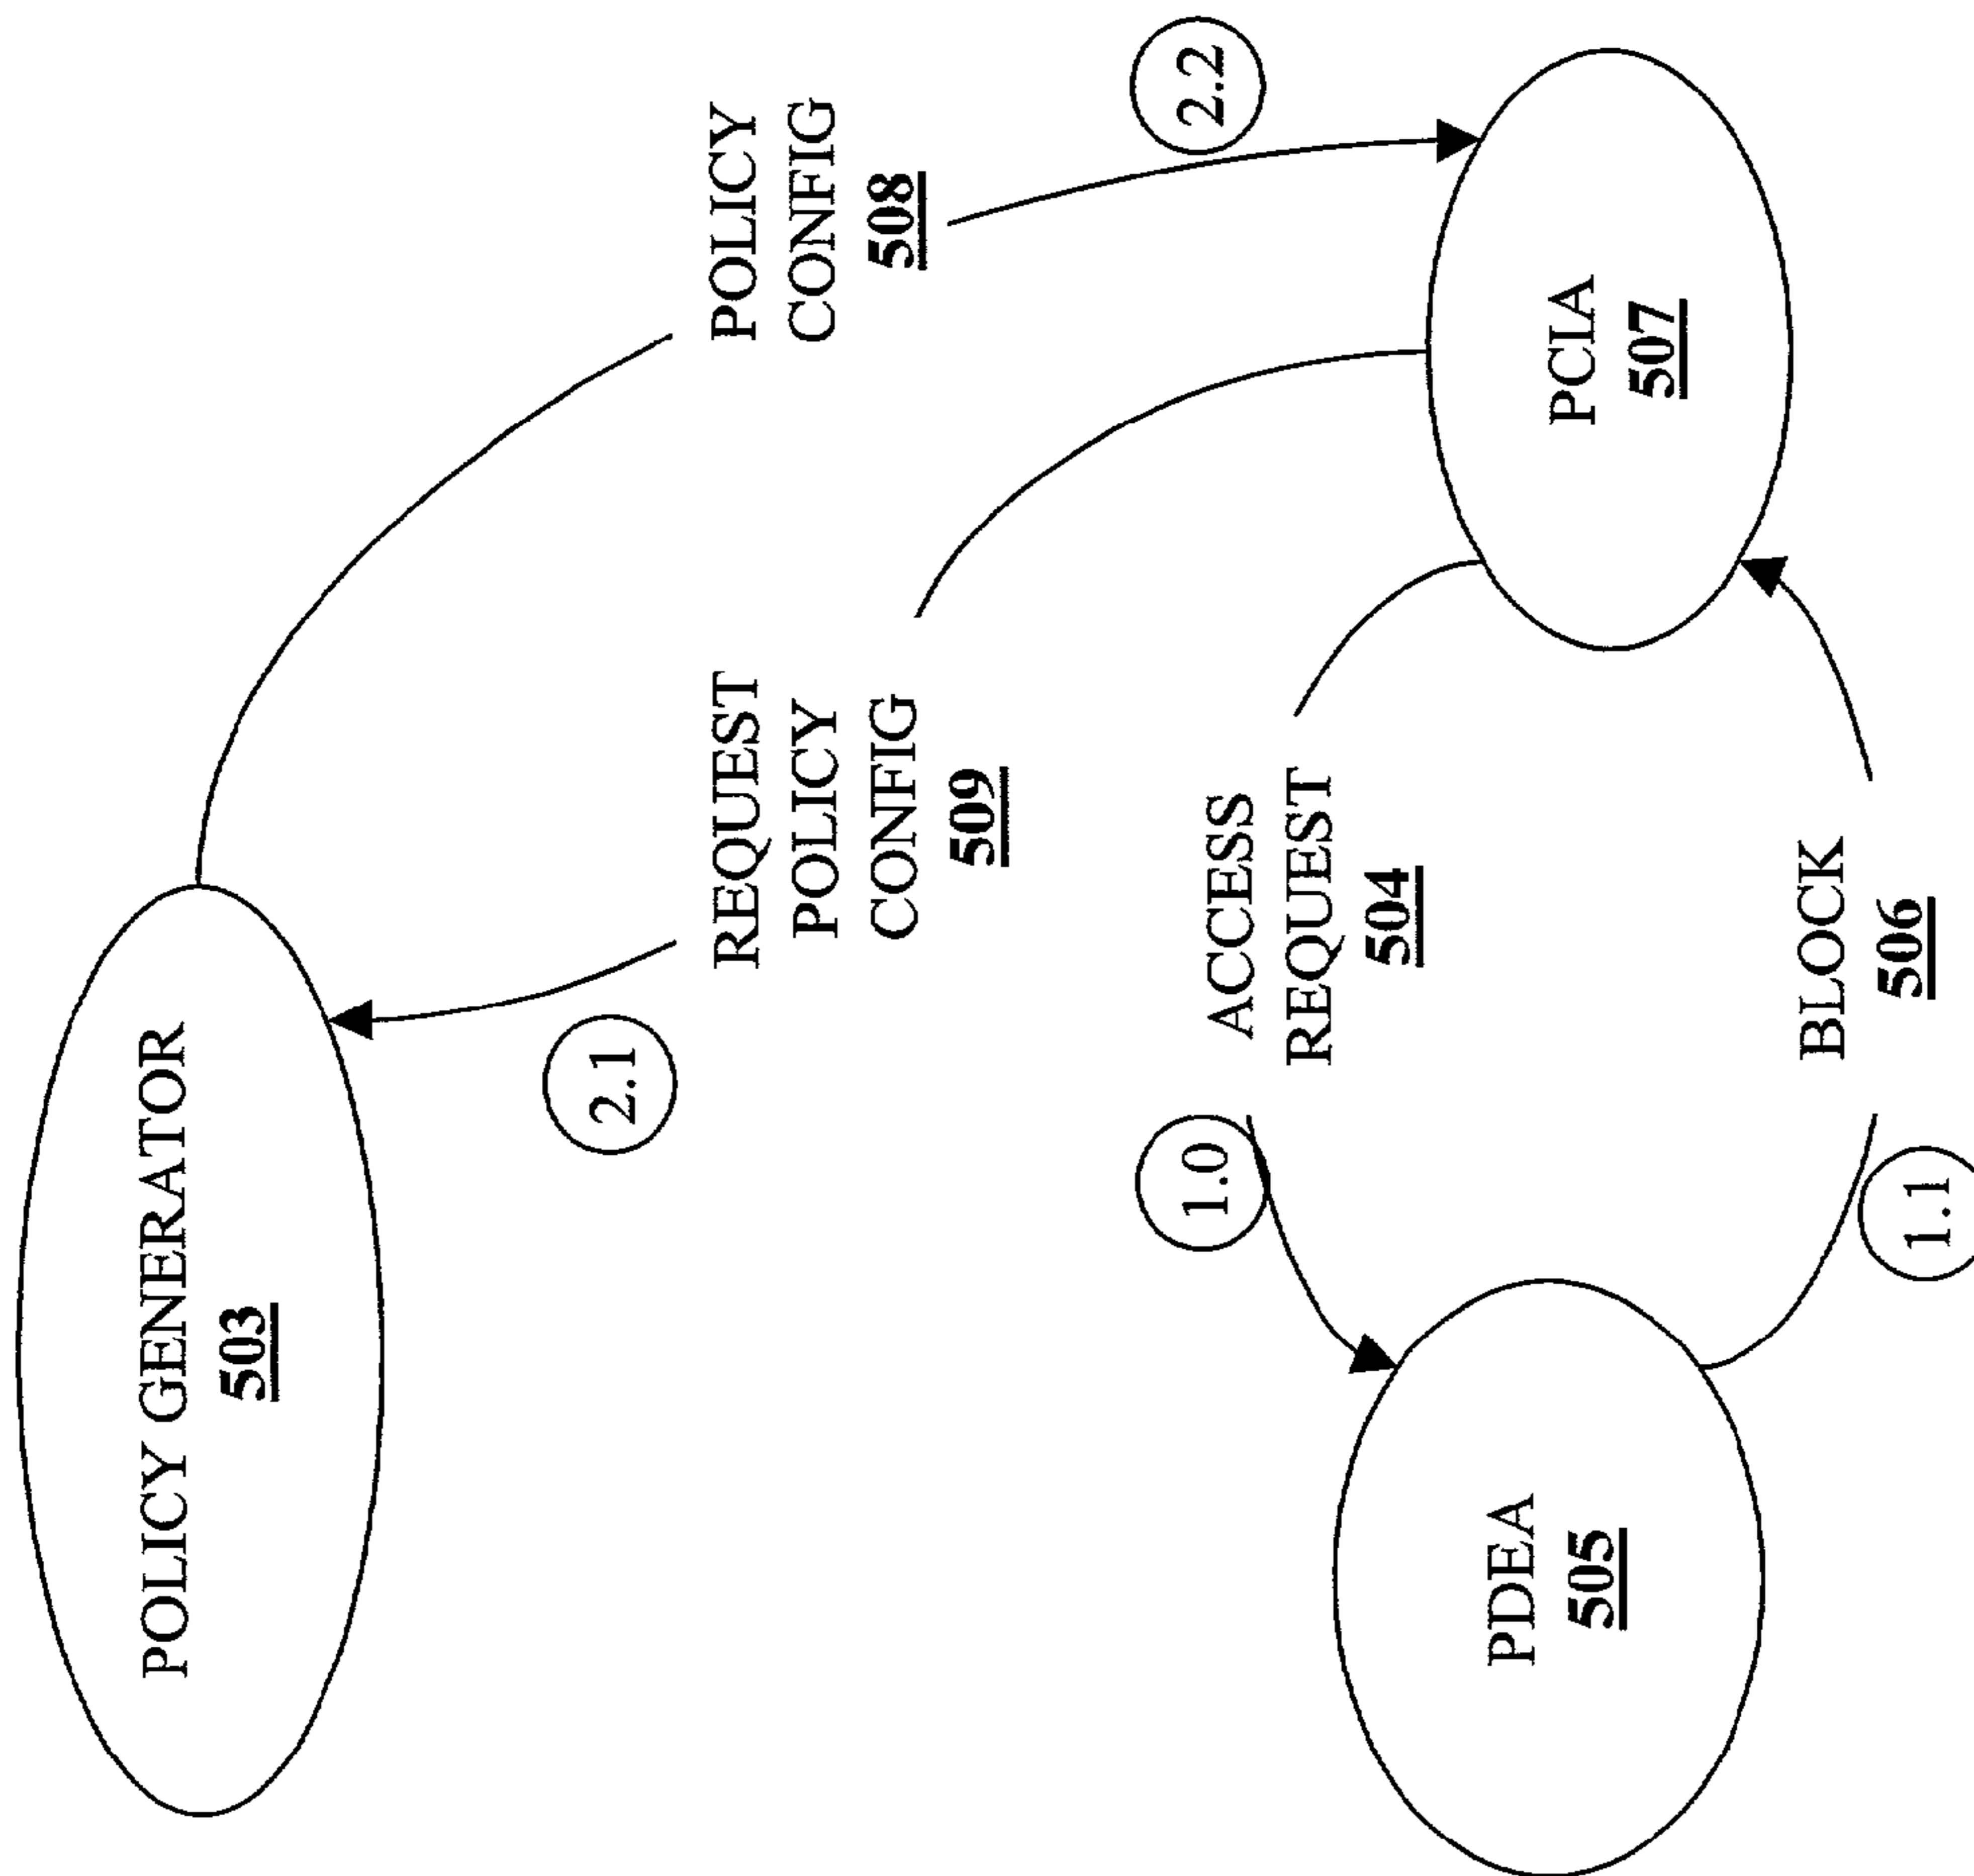 POLICY GENERATOR
503
2.1
REQUEST
POLICY
CONFIG
509
POLICY
CONFIG
508
2.2
1.0
ACCESS
REQUEST
504
PDEA
505
PCIA
507
1.1
BLOCK
506